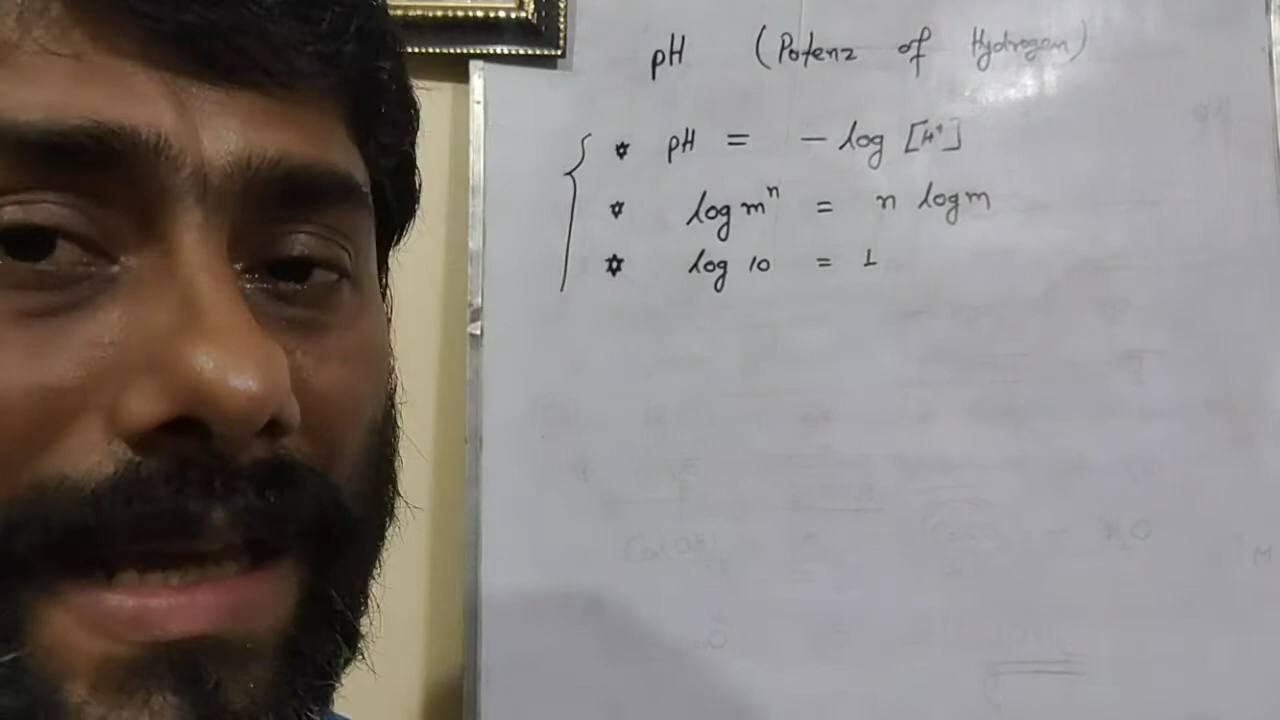 pH (Potenz of Hydrogen)
✡ pH = - log [H⁺]
✡ log mⁿ = n log m
✡ log 10 = 1